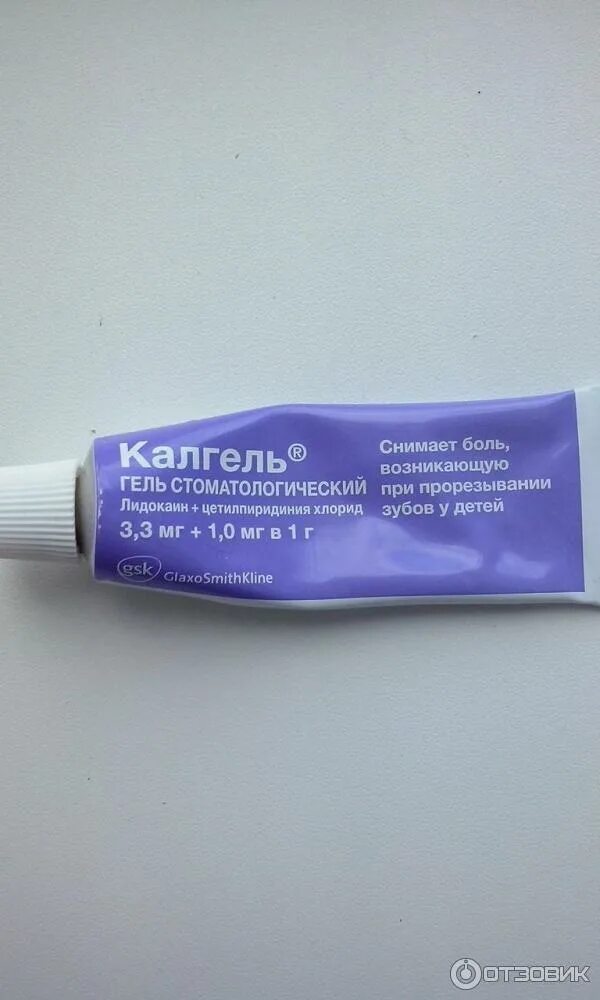 Калгель®
ГЕЛЬ СТОМАТОЛОГИЧЕСКИЙ
Лидокаин + цетилпиридиния хлорид
3,3 мг + 1,0 мг в 1 г
gsk GlaxoSmithKline
Снимает боль,
возникающую
при прорезывании
зубов у детей
ОТЗОВИК